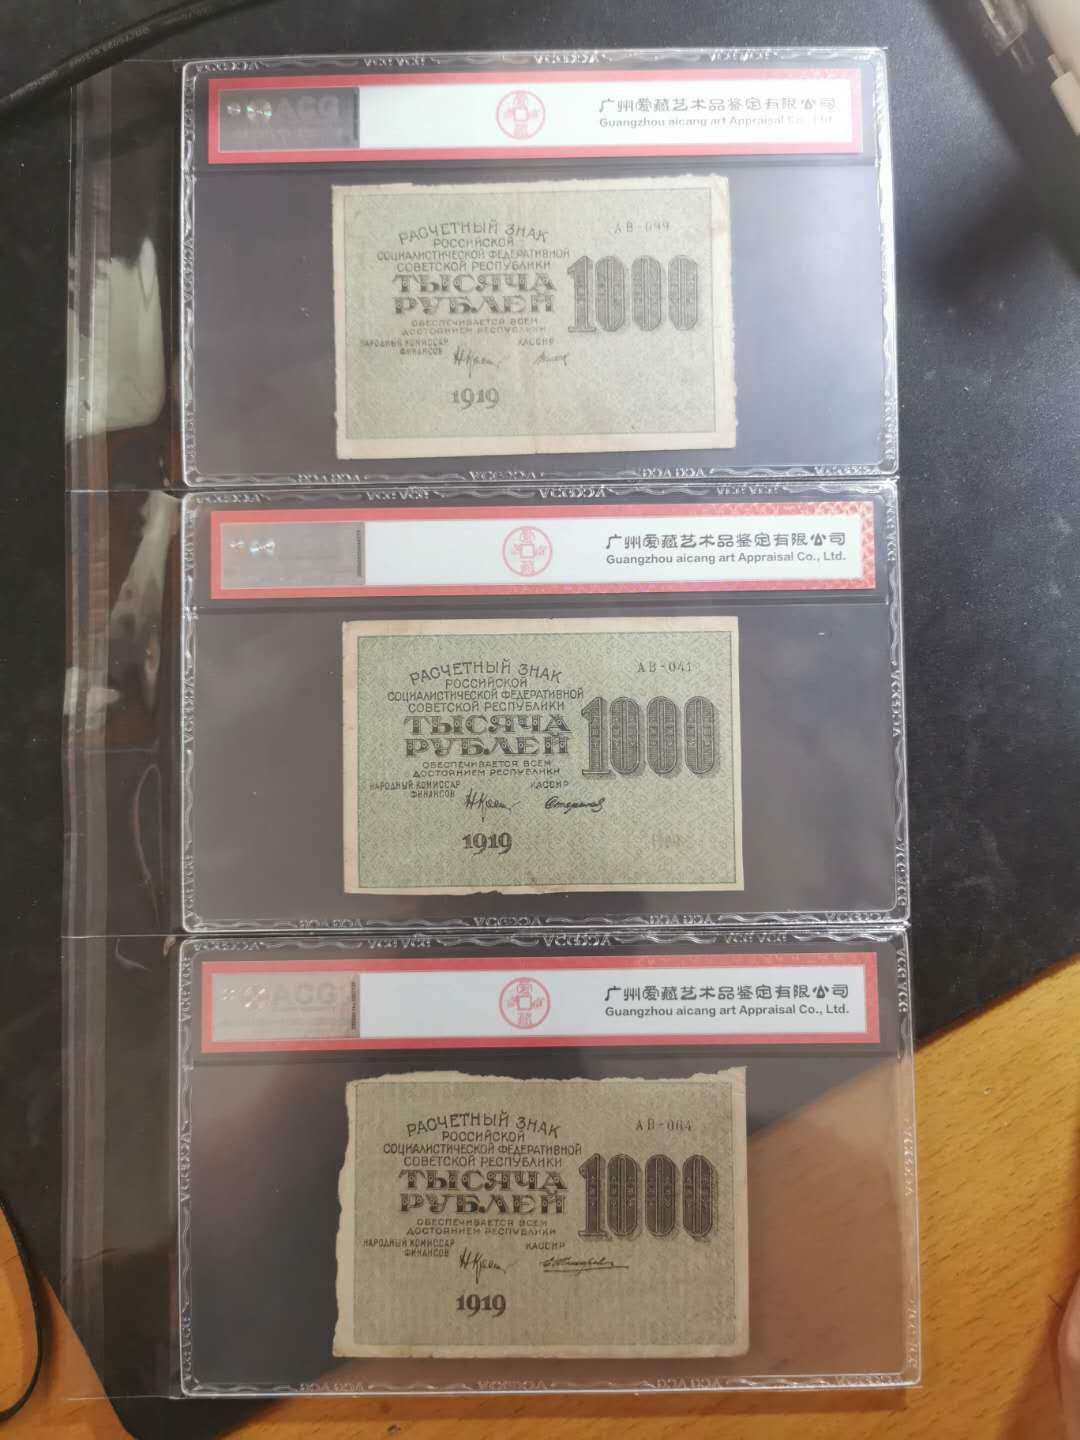 ACG
广州爱藏艺术品鉴定有限公司
Guangzhou aicang art Appraisal Co., Ltd.
РАСЧЕТНЫЙ ЗНАК
АВ-099
РОССИЙСКОЙ
СОЦИАЛИСТИЧЕСКОЙ ФЕДЕРАТИВНОЙ
СОВЕТСКОЙ РЕСПУБЛИКИ
ТЫСЯЧА
РУБЛЕЙ
1000
ОБЕСПЕЧИВАЕТСЯ ВСЕМ
ДОСТОЯНИЕМ РЕСПУБЛИКИ
НАРОДНЫЙ КОМИССАР
ФИНАНСОВ
КАССИР
1919
广州爱藏艺术品鉴定有限公司
Guangzhou aicang art Appraisal Co., Ltd.
РАСЧЕТНЫЙ ЗНАК
АВ-041
РОССИЙСКОЙ
СОЦИАЛИСТИЧЕСКОЙ ФЕДЕРАТИВНОЙ
СОВЕТСКОЙ РЕСПУБЛИКИ
ТЫСЯЧА
РУБЛЕЙ
1000
ОБЕСПЕЧИВАЕТСЯ ВСЕМ
ДОСТОЯНИЕМ РЕСПУБЛИКИ
НАРОДНЫЙ КОМИССАР
ФИНАНСОВ
КАССИР
1919
ACG
广州爱藏艺术品鉴定有限公司
Guangzhou aicang art Appraisal Co., Ltd.
РАСЧЕТНЫЙ ЗНАК
АВ-064
РОССИЙСКОЙ
СОЦИАЛИСТИЧЕСКОЙ ФЕДЕРАТИВНОЙ
СОВЕТСКОЙ РЕСПУБЛИКИ
ТЫСЯЧА
РУБЛЕЙ
1000
ОБЕСПЕЧИВАЕТСЯ ВСЕМ
ДОСТОЯНИЕМ РЕСПУБЛИКИ
НАРОДНЫЙ КОМИССАР
ФИНАНСОВ
КАССИР
1919